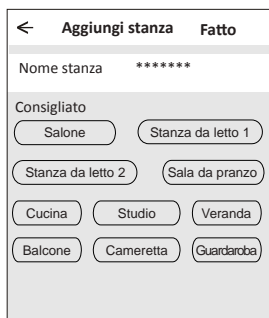 ← Aggiungi stanza Fatto
Nome stanza *******
Consigliato
Salone Stanza da letto 1
Stanza da letto 2 Sala da pranzo
Cucina Studio Veranda
Balcone Cameretta Guardaroba